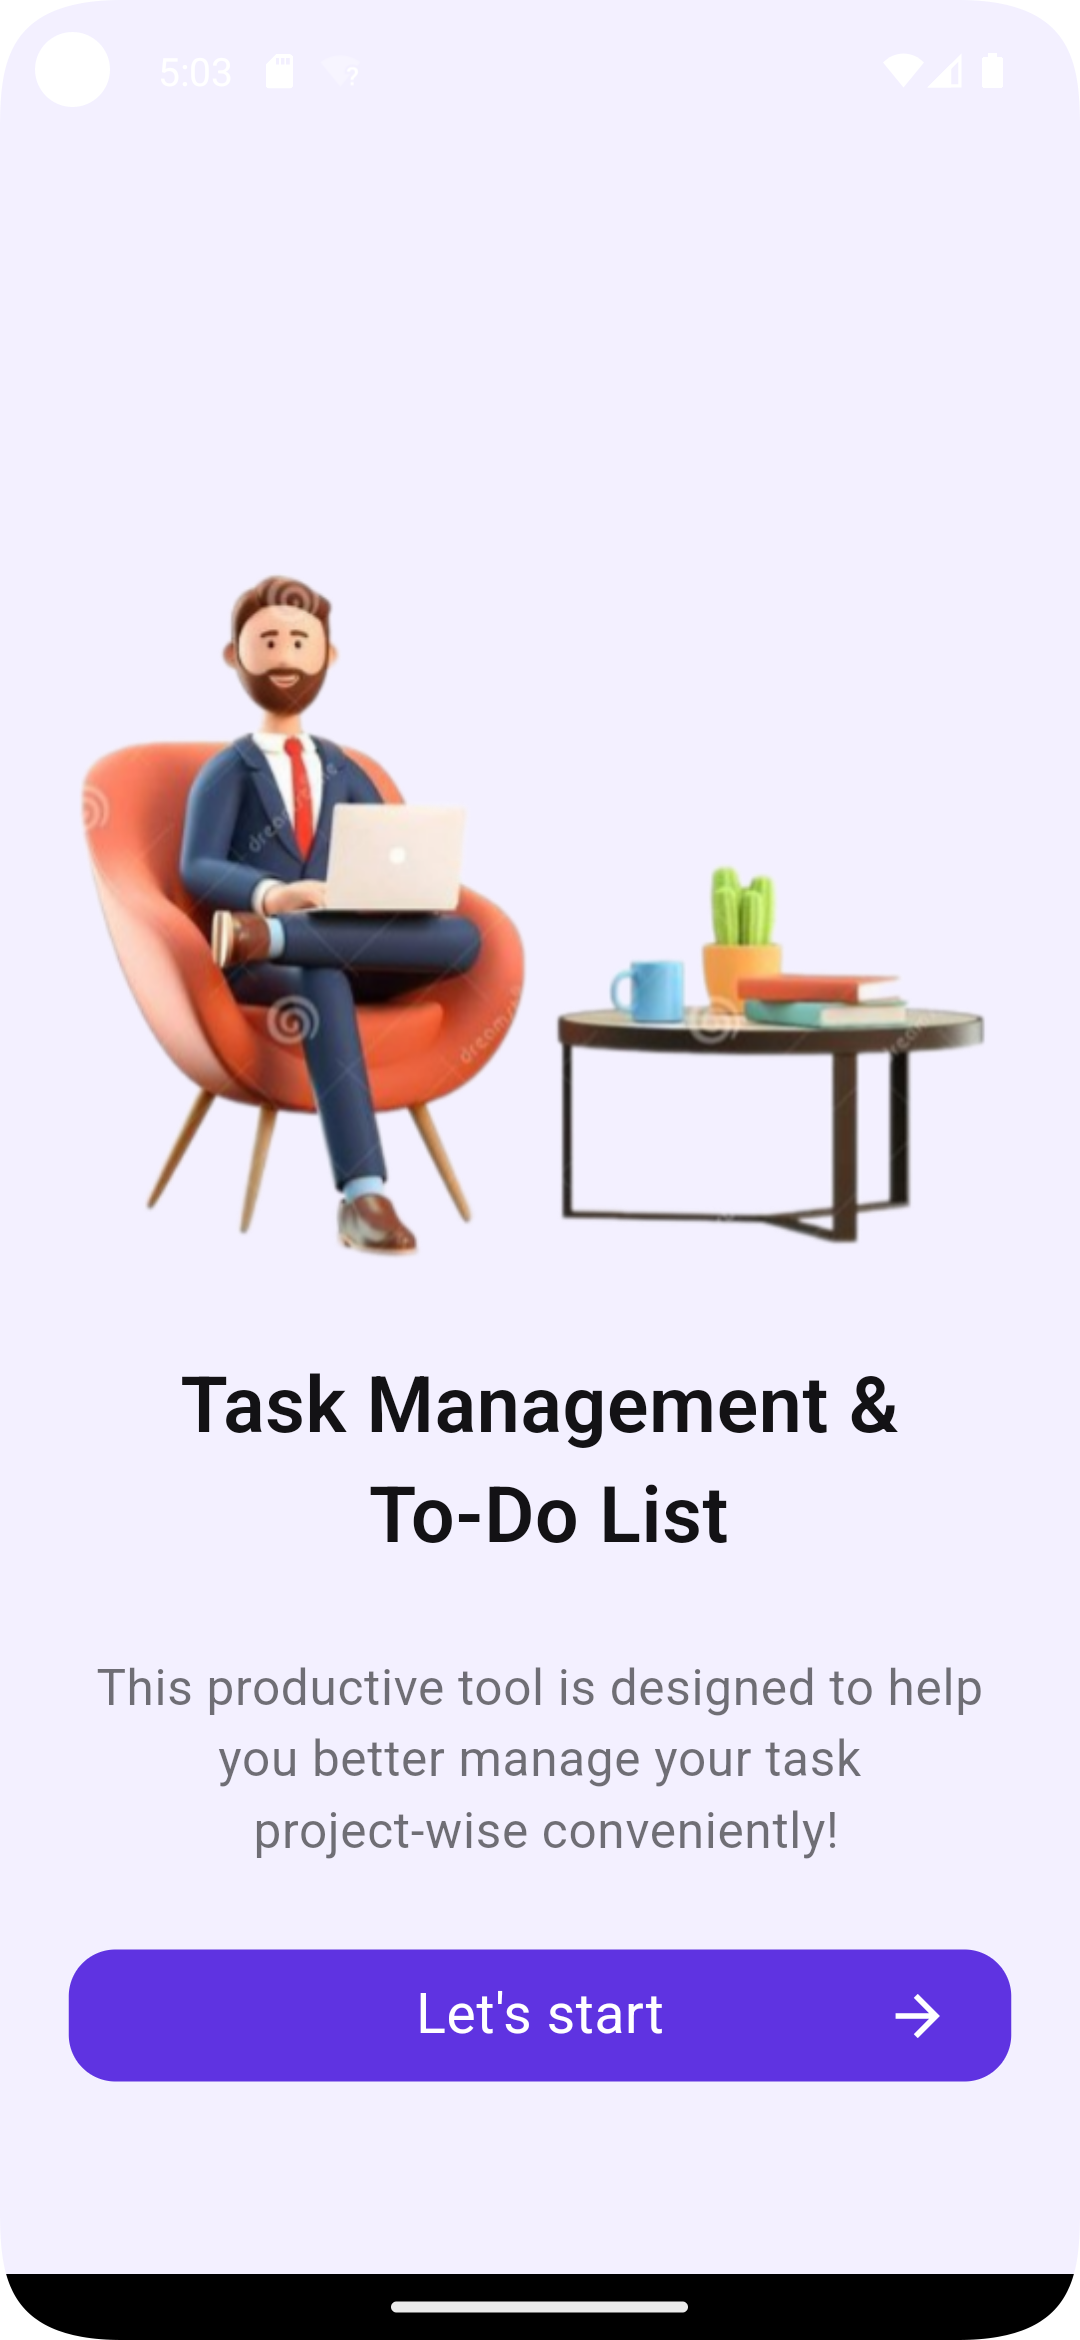 5:03
Task Management &
To-Do List
This productive tool is designed to help
you better manage your task
project-wise conveniently!
Let's start